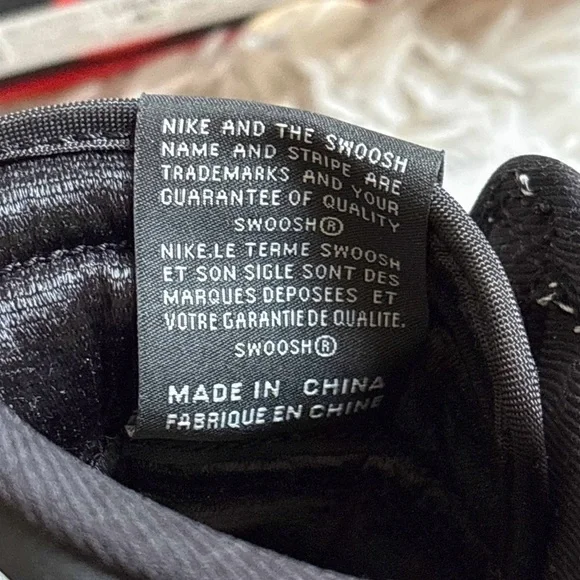 NIKE AND THE SWOOSH
NAME AND STRIPE ARE
TRADEMARKS AND YOUR
GUARANTEE OF QUALITY
SWOOSH®
NIKE.LE TERME SWOOSH
ET SON SIGLE SONT DES
MARQUES DEPOSEES ET
VOTRE GARANTIE DE QUALITE.
SWOOSH®
MADE IN CHINA
FABRIQUE EN CHINE